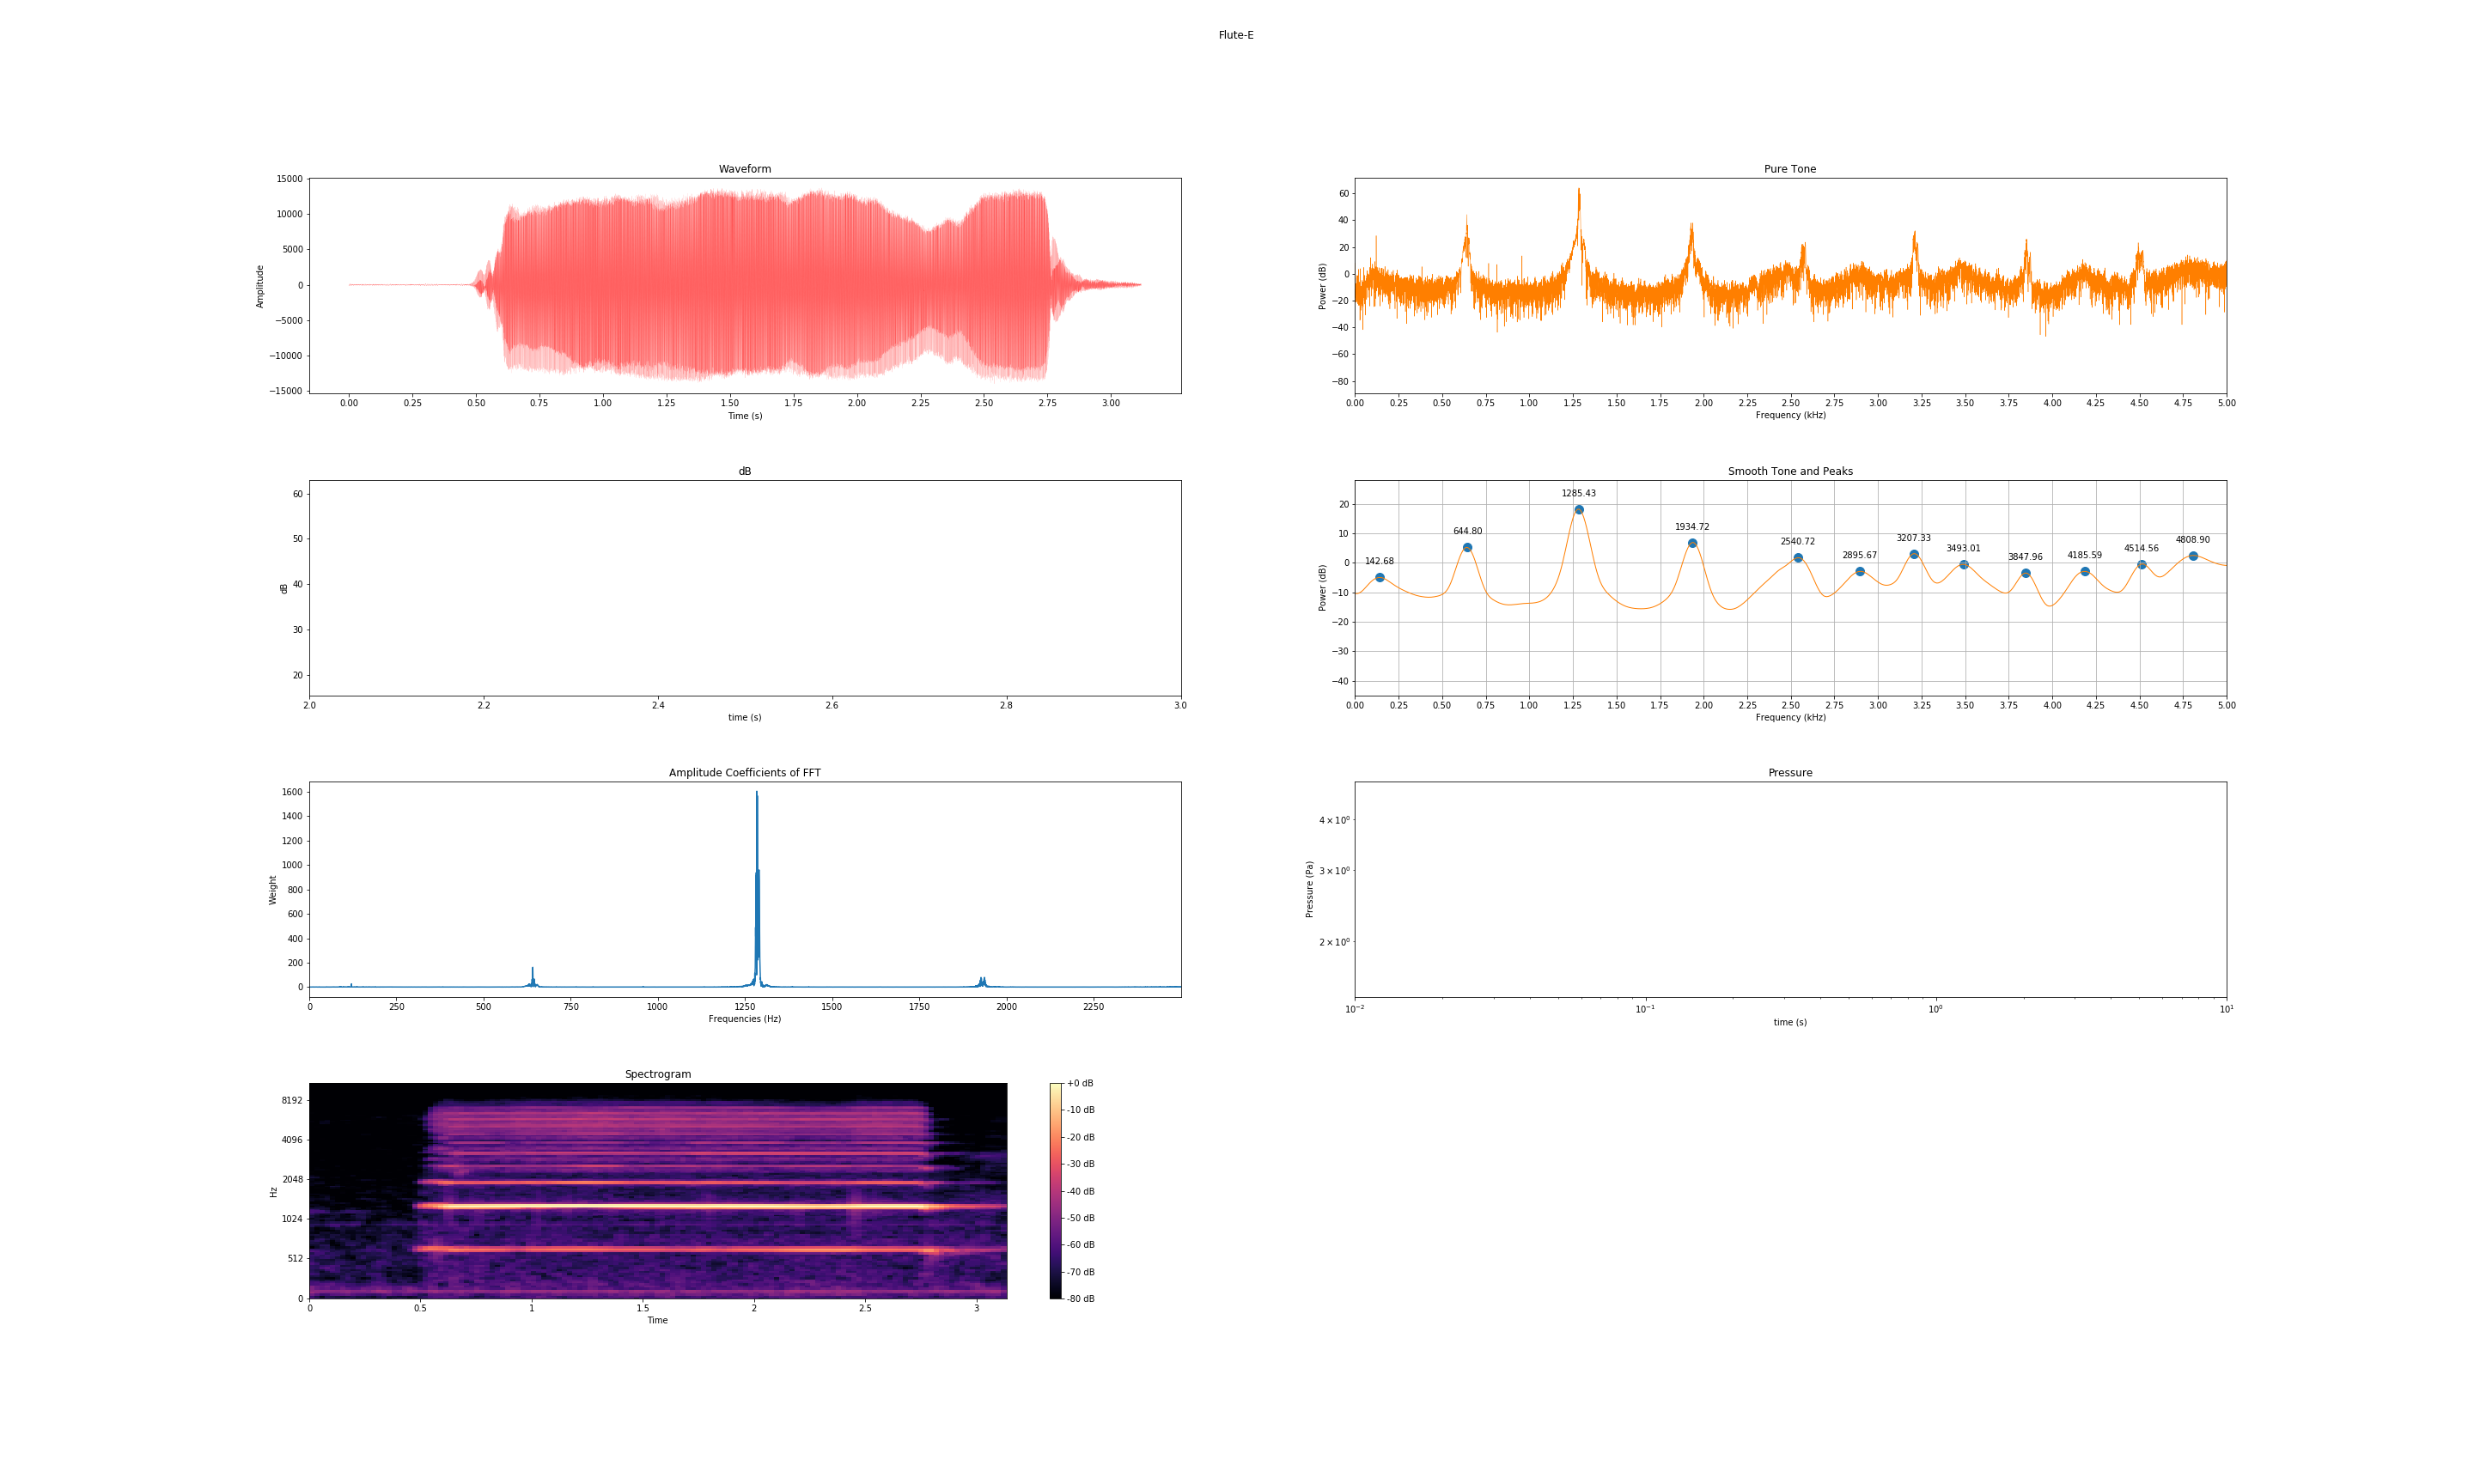 Flute-E
Waveform
Amplitude
15000
10000
5000
0
−5000
−10000
−15000
0.00 0.25 0.50 0.75 1.00 1.25 1.50 1.75 2.00 2.25 2.50 2.75 3.00
Time (s)
Pure Tone
Power (dB)
60
40
20
0
−20
−40
−60
−80
0.00 0.25 0.50 0.75 1.00 1.25 1.50 1.75 2.00 2.25 2.50 2.75 3.00 3.25 3.50 3.75 4.00 4.25 4.50 4.75 5.00
Frequency (kHz)
dB
dB
60
50
40
30
20
2.0 2.2 2.4 2.6 2.8 3.0
time (s)
Smooth Tone and Peaks
Power (dB)
20
10
0
−10
−20
−30
−40
142.68 644.80 1285.43 1934.72 2540.72 2895.67 3207.33 3493.01 3847.96 4185.59 4514.56 4808.90
0.00 0.25 0.50 0.75 1.00 1.25 1.50 1.75 2.00 2.25 2.50 2.75 3.00 3.25 3.50 3.75 4.00 4.25 4.50 4.75 5.00
Frequency (kHz)
Amplitude Coefficients of FFT
Weight
1600
1400
1200
1000
800
600
400
200
0
0 250 500 750 1000 1250 1500 1750 2000 2250
Frequencies (Hz)
Pressure
Pressure (Pa)
4 × 10⁰
3 × 10⁰
2 × 10⁰
10⁻² 10⁻¹ 10⁰ 10¹
time (s)
Spectrogram
Hz
8192
4096
2048
1024
512
0
0 0.5 1 1.5 2 2.5 3
Time
+0 dB
-10 dB
-20 dB
-30 dB
-40 dB
-50 dB
-60 dB
-70 dB
-80 dB